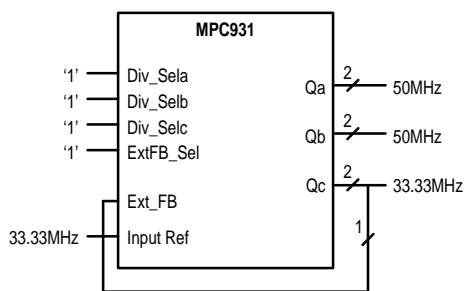 MPC931
‘1’ Div_Sela
‘1’ Div_Selb
‘1’ Div_Selc
‘1’ ExtFB_Sel
Ext_FB
33.33MHz Input Ref
Qa 2 50MHz
Qb 2 50MHz
Qc 2 33.33MHz
1